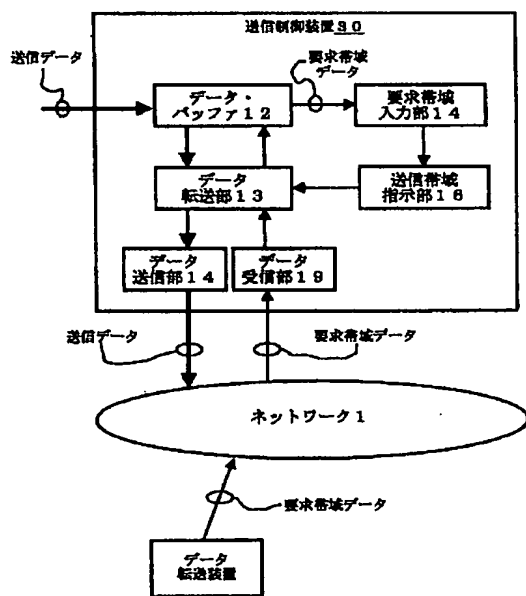 送信制御装置30
送信データ
要求帯域
データ
データ・
バッファ12
要求帯域
入力部14
データ
転送部13
送信帯域
指示部18
データ
送信部14
データ
受信部19
送信データ
要求帯域データ
ネットワーク1
要求帯域データ
データ
転送装置